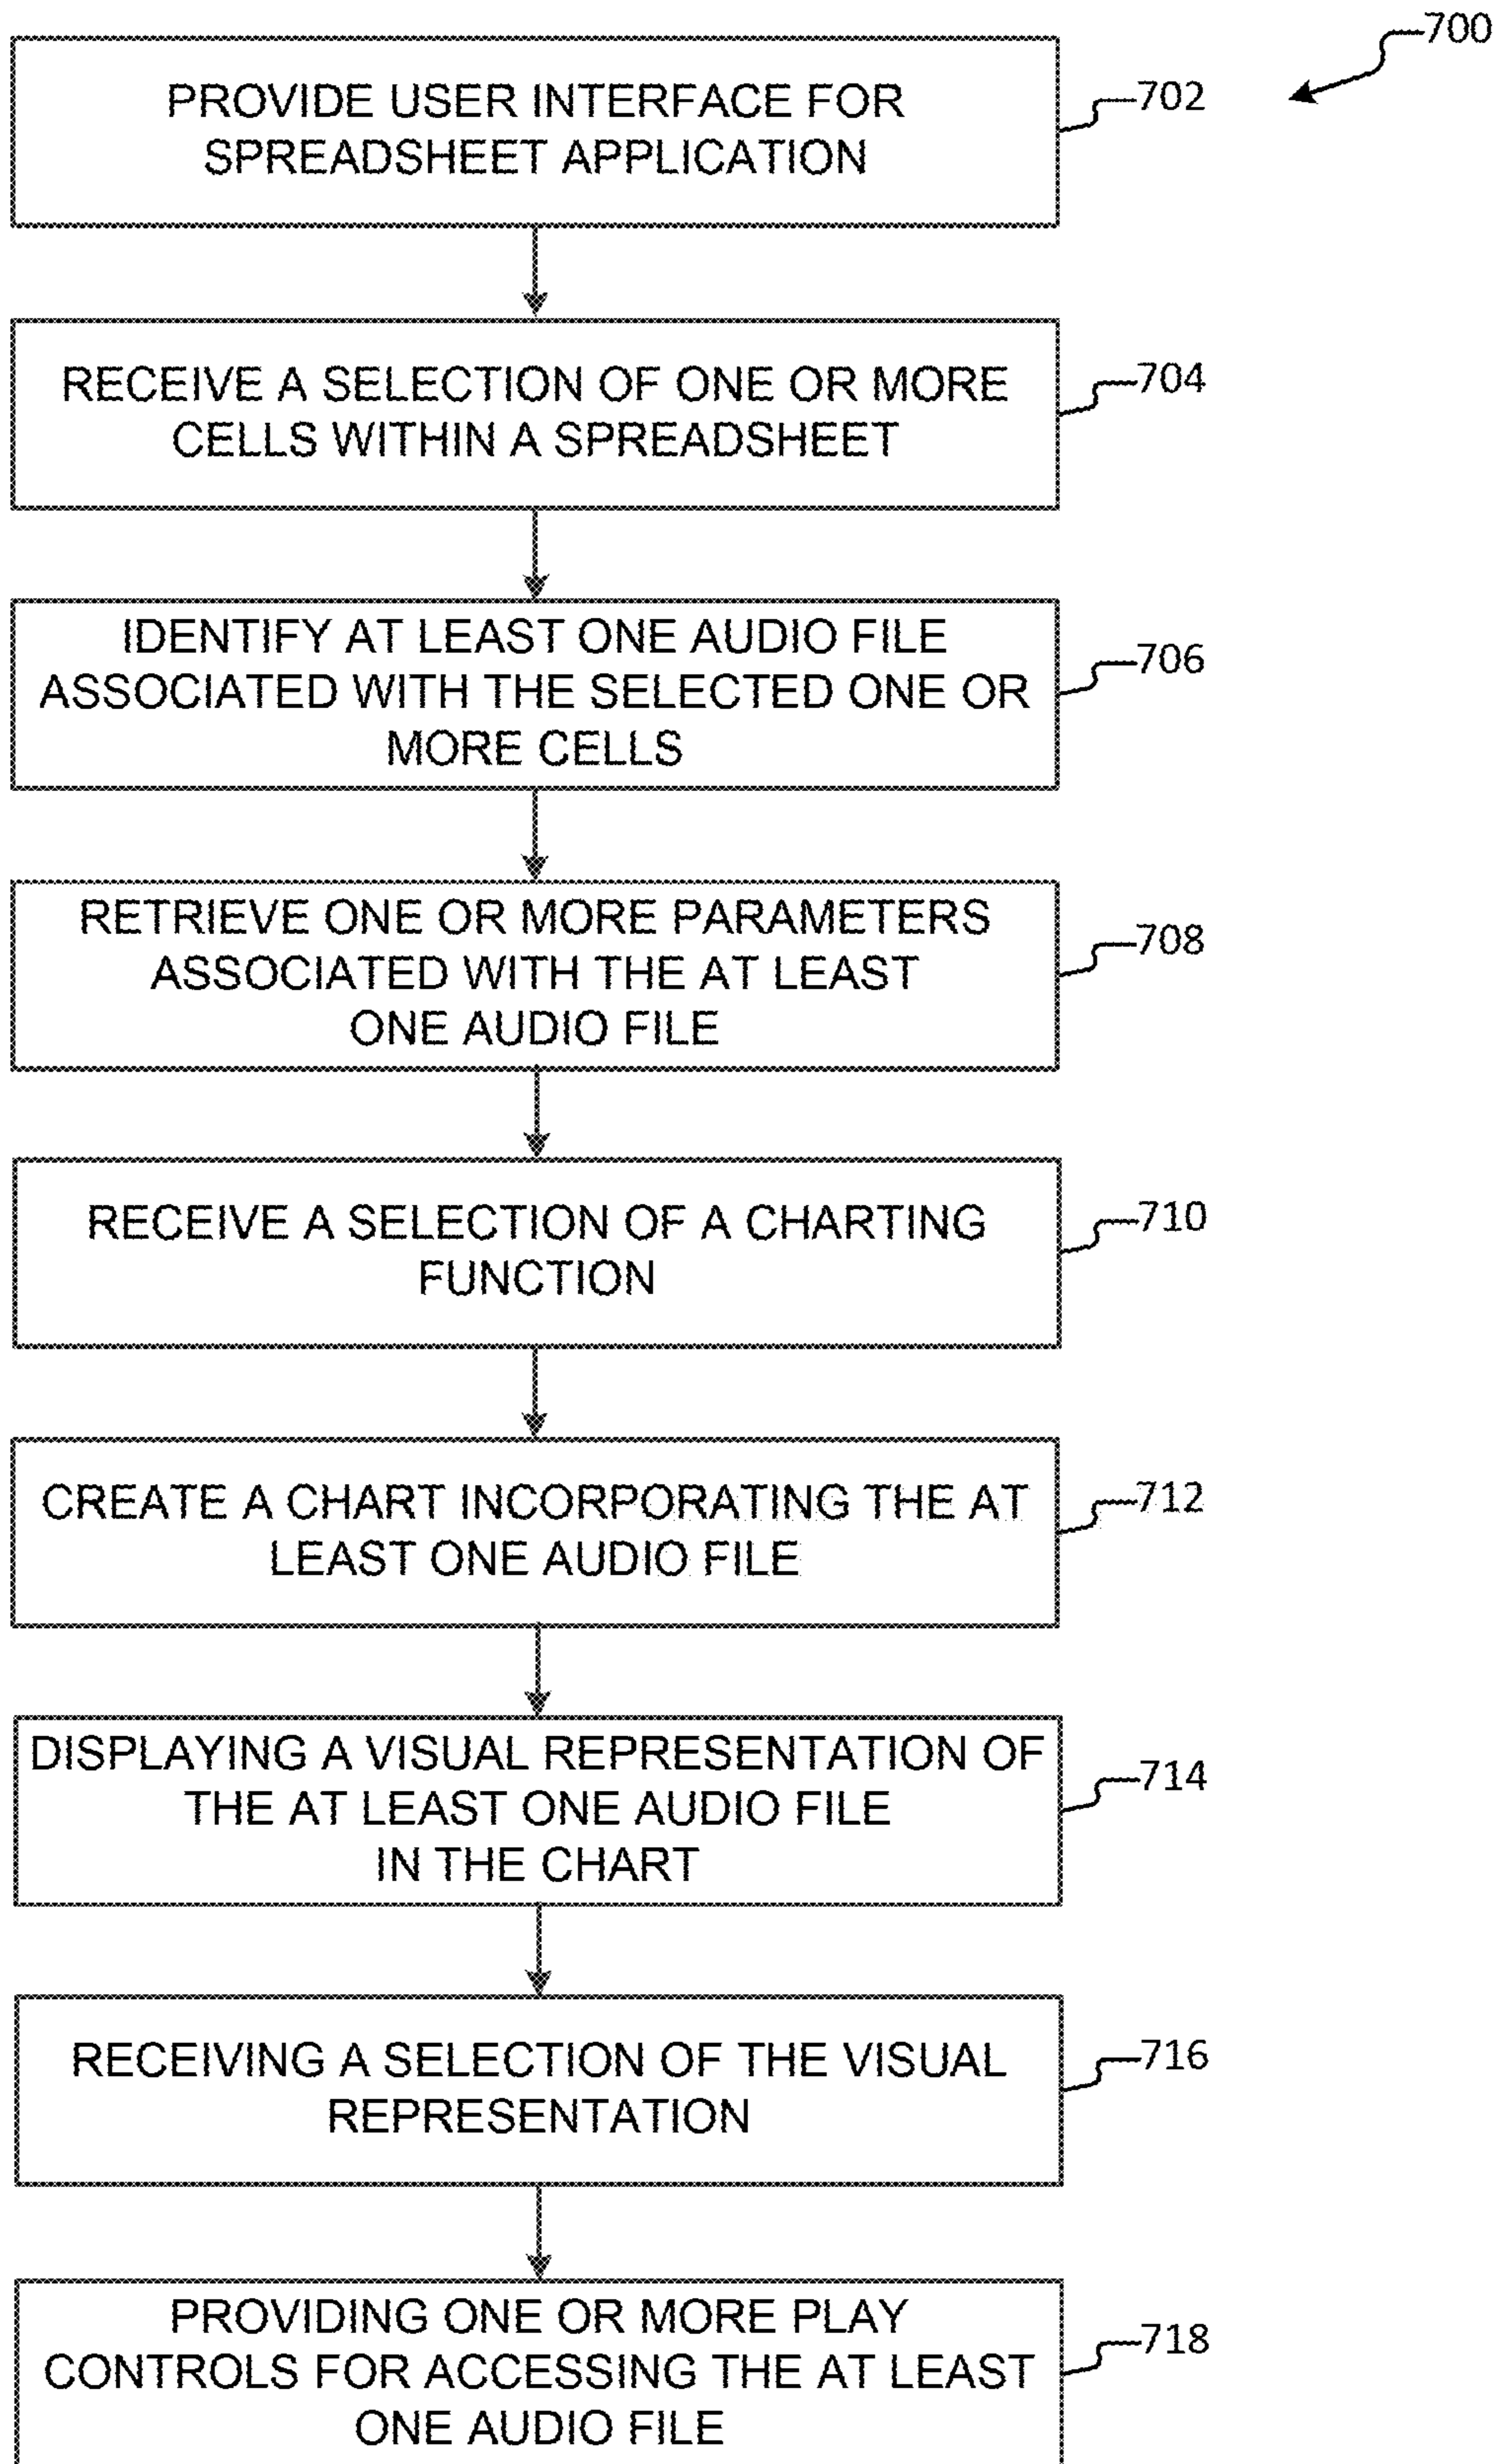 700
PROVIDE USER INTERFACE FOR
SPREADSHEET APPLICATION
702
RECEIVE A SELECTION OF ONE OR MORE
CELLS WITHIN A SPREADSHEET
704
IDENTIFY AT LEAST ONE AUDIO FILE
ASSOCIATED WITH THE SELECTED ONE OR
MORE CELLS
706
RETRIEVE ONE OR MORE PARAMETERS
ASSOCIATED WITH THE AT LEAST
ONE AUDIO FILE
708
RECEIVE A SELECTION OF A CHARTING
FUNCTION
710
CREATE A CHART INCORPORATING THE AT
LEAST ONE AUDIO FILE
712
DISPLAYING A VISUAL REPRESENTATION OF
THE AT LEAST ONE AUDIO FILE
IN THE CHART
714
RECEIVING A SELECTION OF THE VISUAL
REPRESENTATION
716
PROVIDING ONE OR MORE PLAY
CONTROLS FOR ACCESSING THE AT LEAST
ONE AUDIO FILE
718